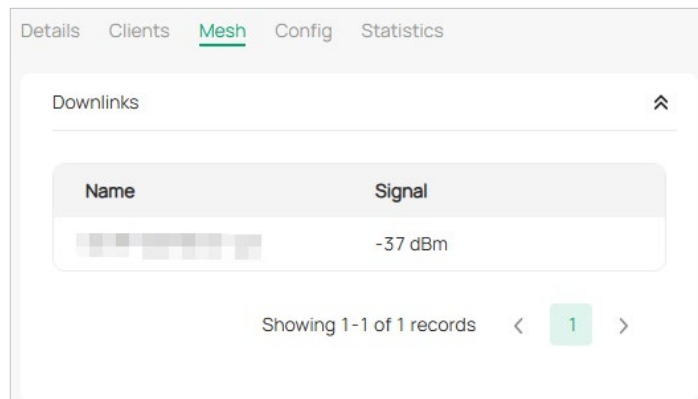 Details Clients Mesh Config Statistics
Downlinks
Name Signal
-37 dBm
Showing 1-1 of 1 records < 1 >